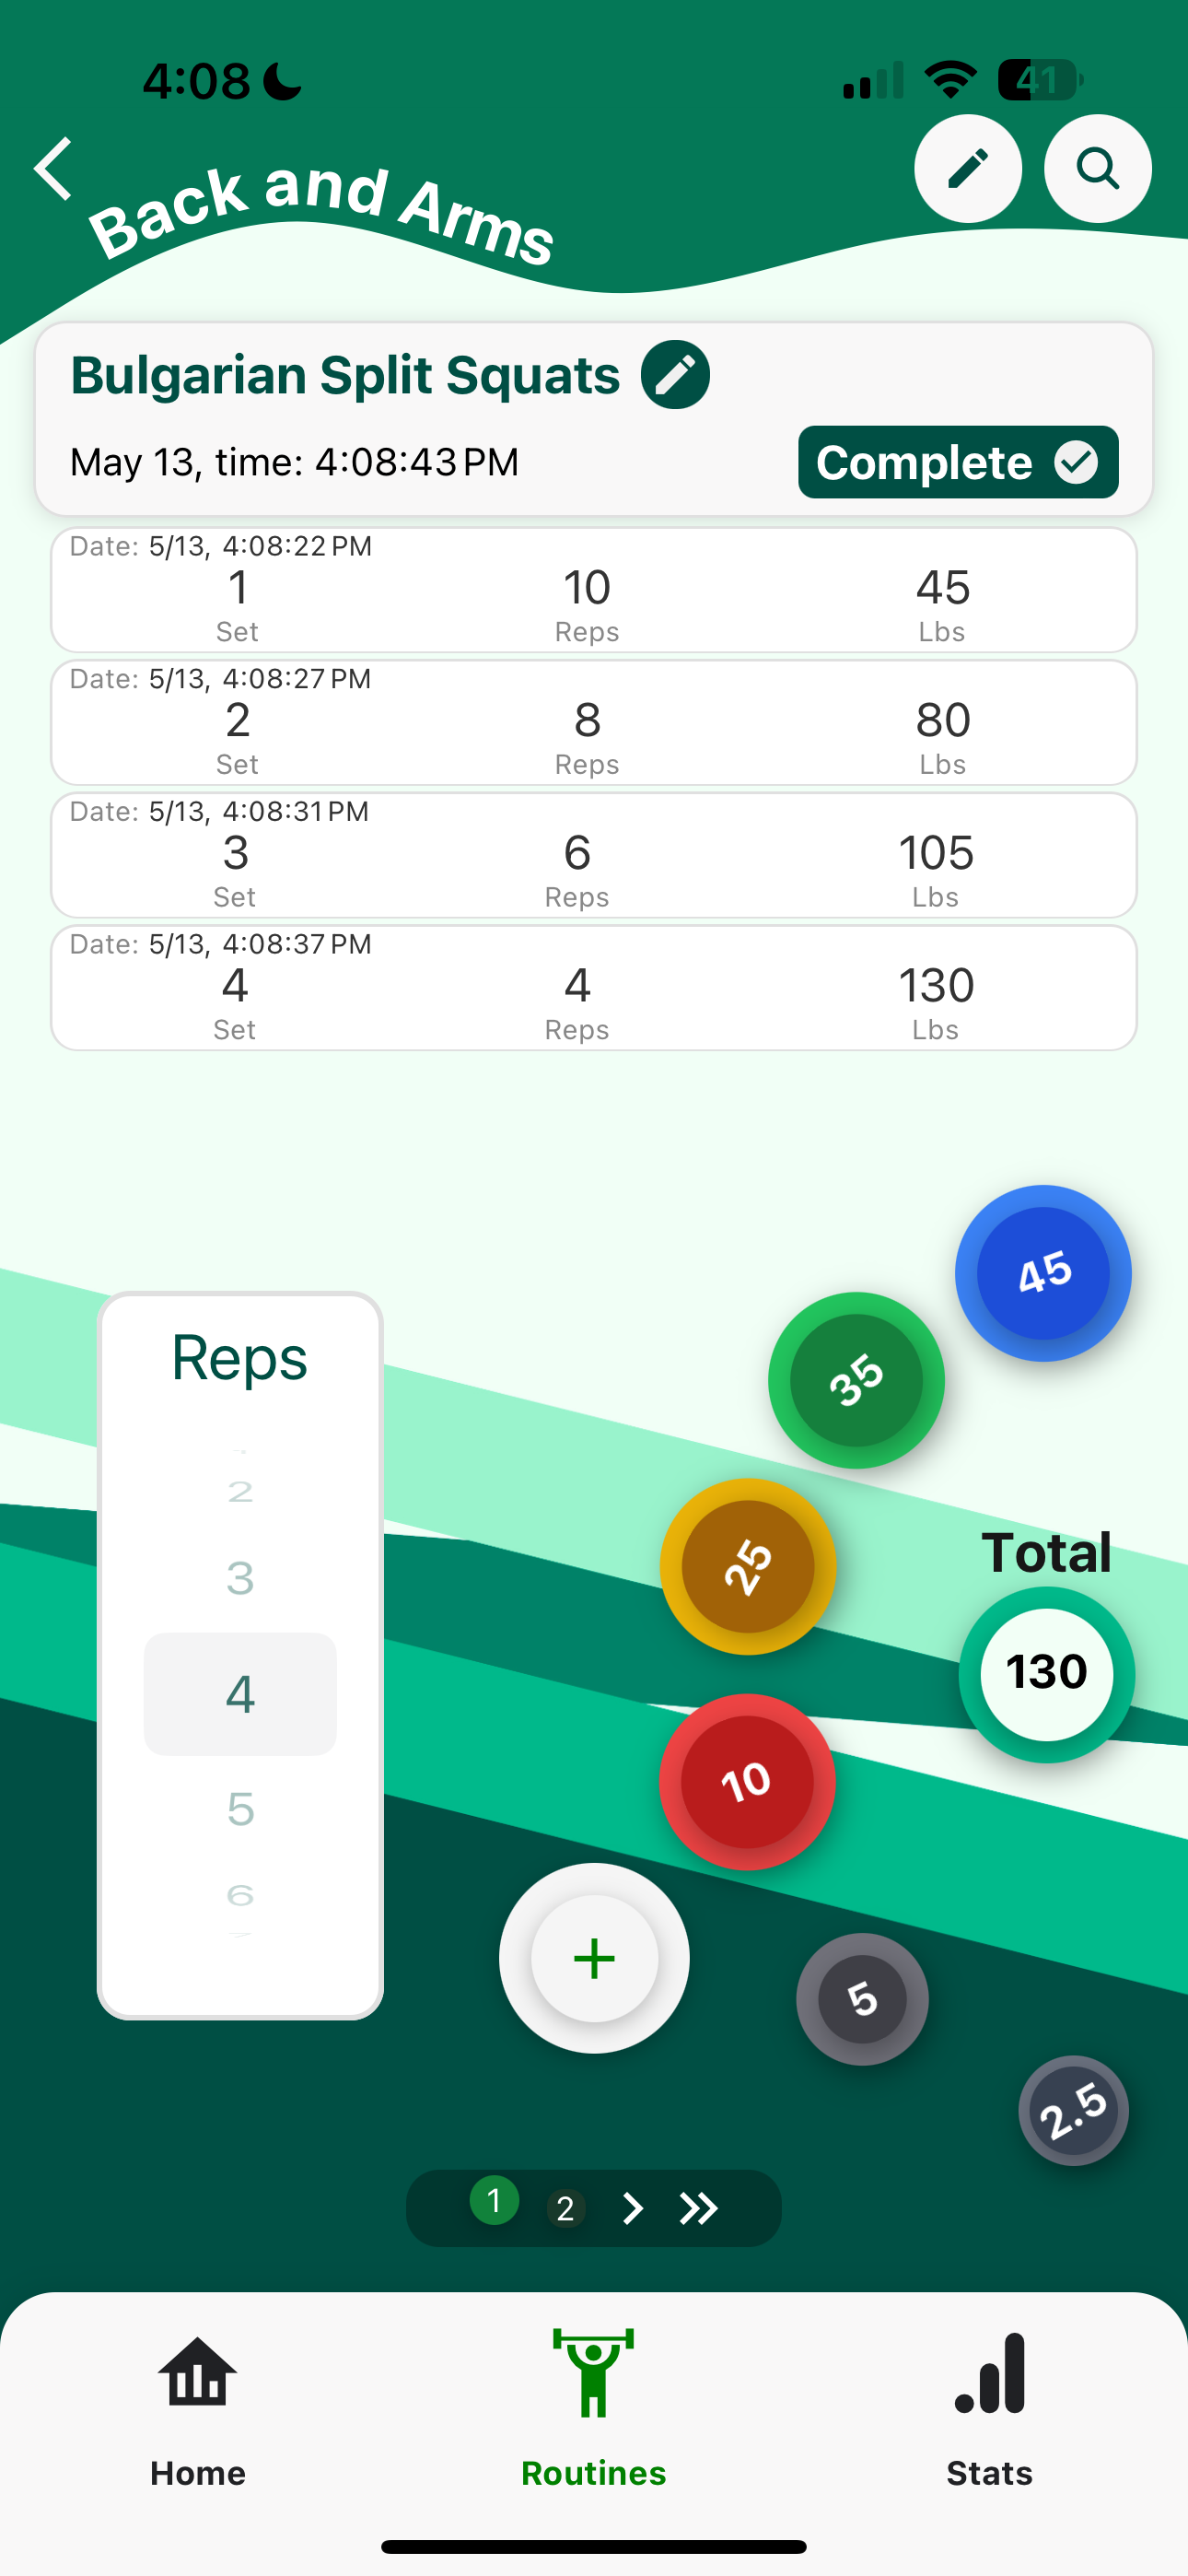 4:08
41
Back and Arms
Bulgarian Split Squats
May 13, time: 4:08:43 PM
Complete
Date: 5/13, 4:08:22 PM
1 10 45
Set Reps Lbs
Date: 5/13, 4:08:27 PM
2 8 80
Set Reps Lbs
Date: 5/13, 4:08:31 PM
3 6 105
Set Reps Lbs
Date: 5/13, 4:08:37 PM
4 4 130
Set Reps Lbs
45
Reps
35
2
3
25
Total
4
130
10
5
6
+
5
2.5
1 2
Home Routines Stats